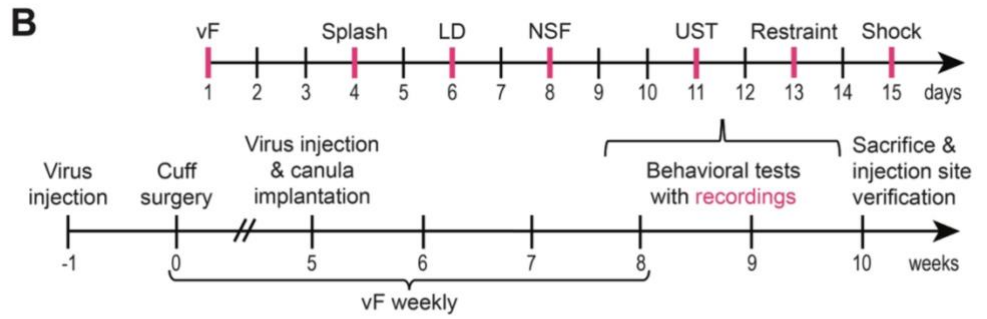 B
vF Splash LD NSF UST Restraint Shock
1 2 3 4 5 6 7 8 9 10 11 12 13 14 15 days
Virus injection
& canula
implantation
Virus
injection
Cuff
surgery
Behavioral tests
with recordings
Sacrifice &
injection site
verification
-1 0 5 6 7 8 9 10 weeks
vF weekly